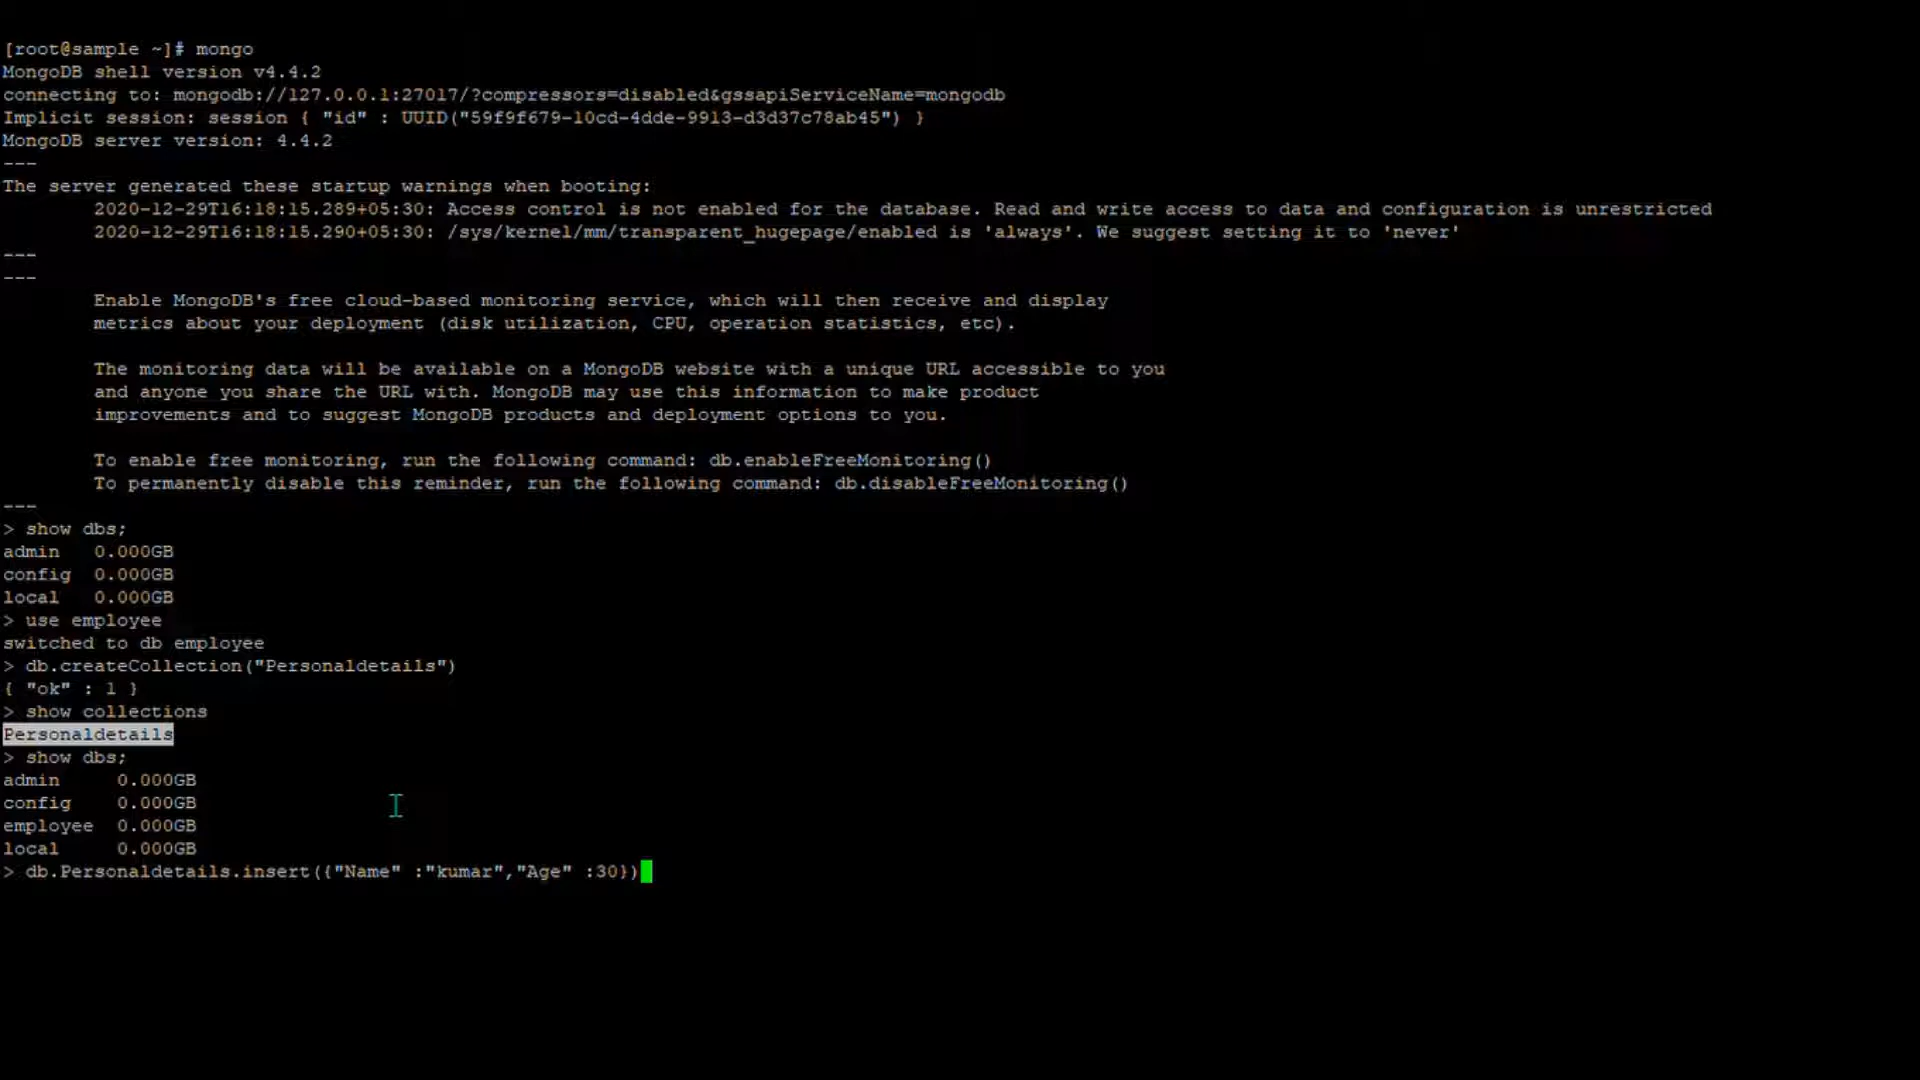 [root@sample ~]# mongo
MongoDB shell version v4.4.2
connecting to: mongodb://127.0.0.1:27017/?compressors=disabled&gssapiServiceName=mongodb
Implicit session: session { "id" : UUID("59f9f679-10cd-4dde-9913-d3d37c78ab45") }
MongoDB server version: 4.4.2
---
The server generated these startup warnings when booting:
        2020-12-29T16:18:15.289+05:30: Access control is not enabled for the database. Read and write access to data and configuration is unrestricted
        2020-12-29T16:18:15.290+05:30: /sys/kernel/mm/transparent_hugepage/enabled is 'always'. We suggest setting it to 'never'
---
---
        Enable MongoDB's free cloud-based monitoring service, which will then receive and display
        metrics about your deployment (disk utilization, CPU, operation statistics, etc).

        The monitoring data will be available on a MongoDB website with a unique URL accessible to you
        and anyone you share the URL with. MongoDB may use this information to make product
        improvements and to suggest MongoDB products and deployment options to you.

        To enable free monitoring, run the following command: db.enableFreeMonitoring()
        To permanently disable this reminder, run the following command: db.disableFreeMonitoring()
---
> show dbs;
admin   0.000GB
config  0.000GB
local   0.000GB
> use employee
switched to db employee
> db.createCollection("Personaldetails")
{ "ok" : 1 }
> show collections
Personaldetails
> show dbs;
admin     0.000GB
config    0.000GB
employee  0.000GB
local     0.000GB
> db.Personaldetails.insert({"Name" :"kumar","Age" :30})